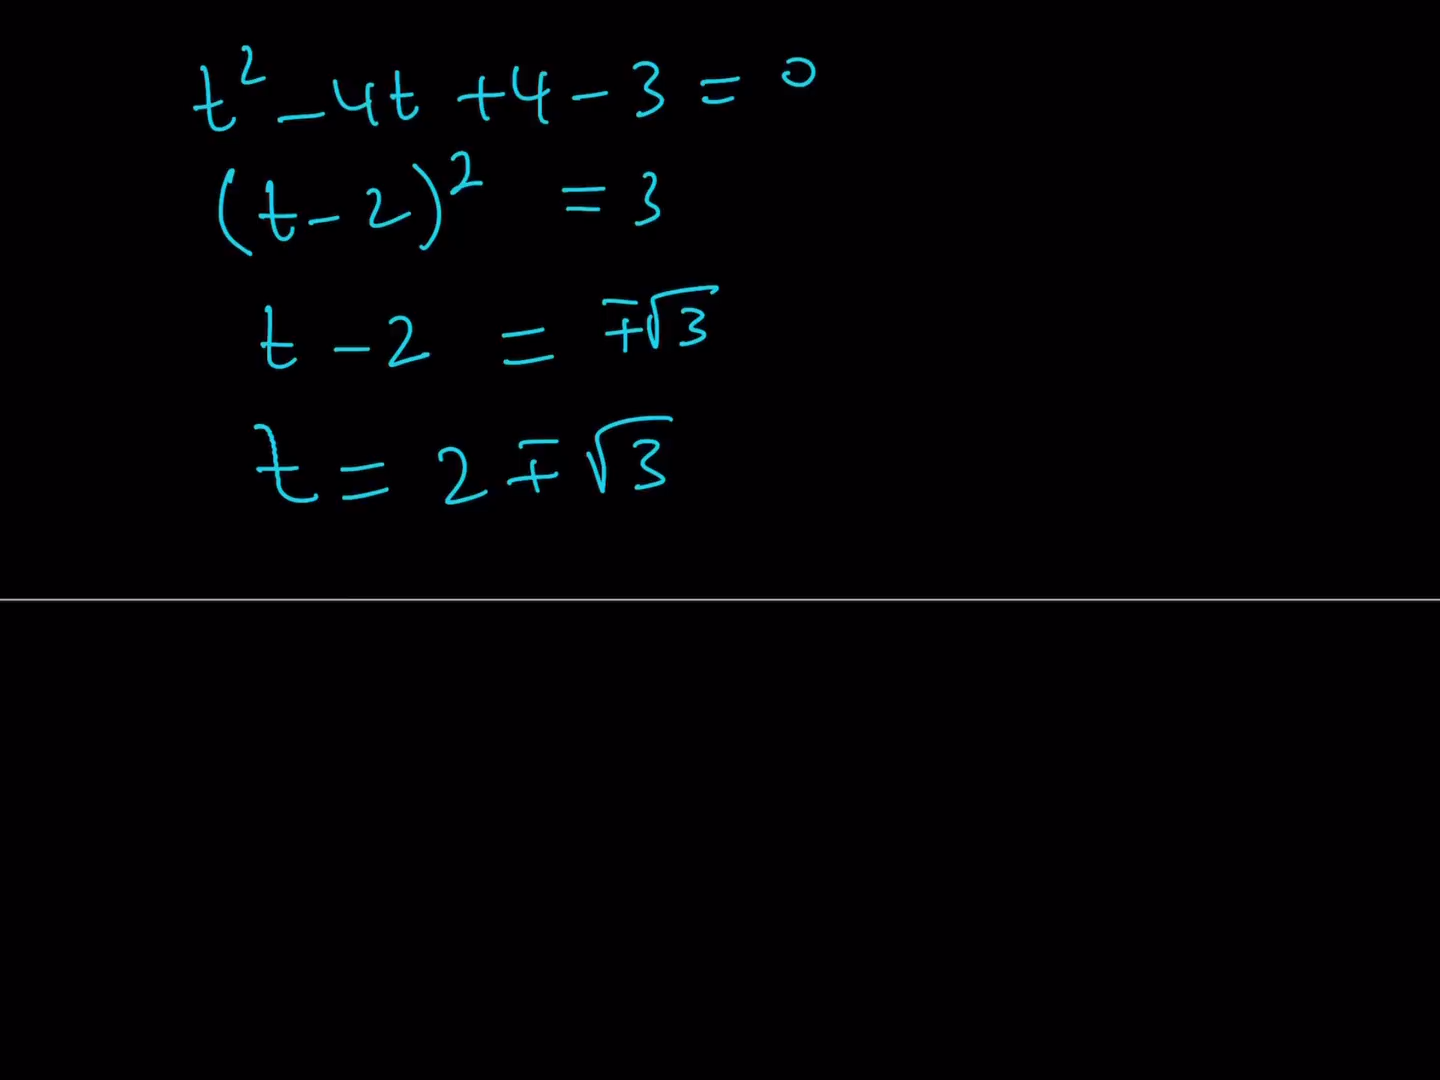 t² - 4t + 4 - 3 = 0
(t - 2)² = 3
t - 2 = ∓√3
t = 2 ∓ √3